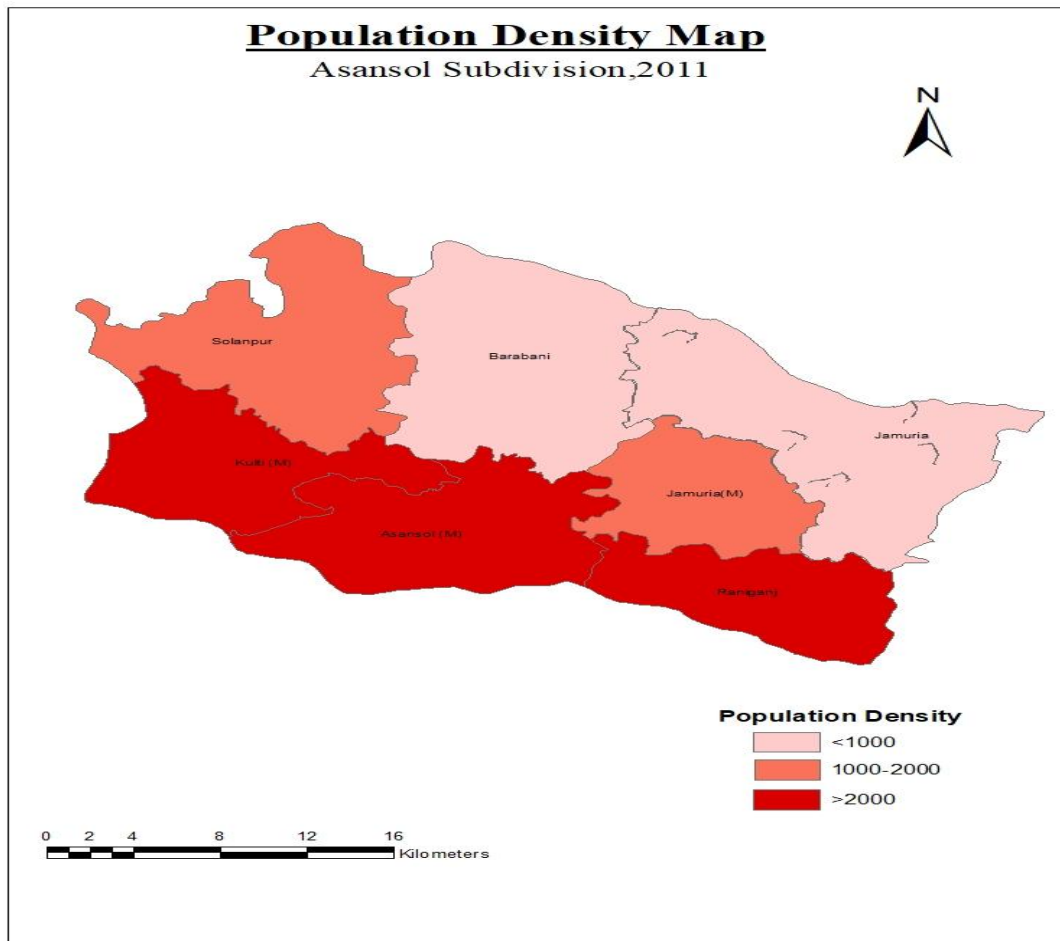 Population Density Map
Asansol Subdivision,2011
N
Solanpur
Barabani
Jamuria
Kulti (M)
Jamuria(M)
Asansol (M)
Raniganj
Population Density
<1000
1000-2000
>2000
0 2 4 8 12 16
Kilometers